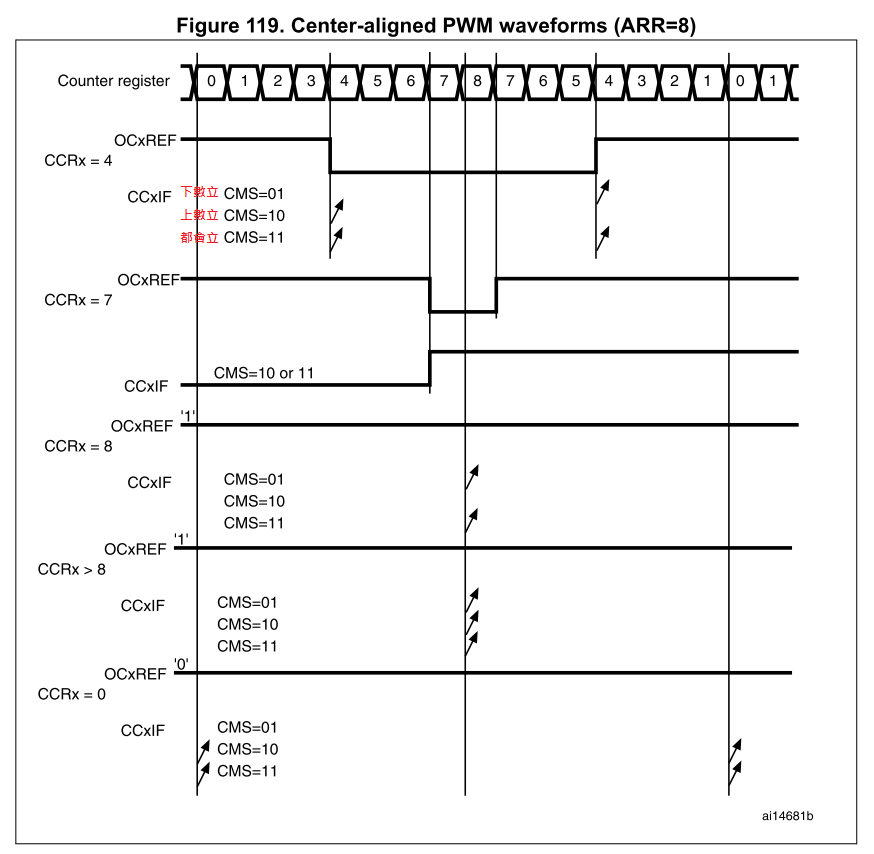 Figure 119. Center-aligned PWM waveforms (ARR=8)
Counter register 0 1 2 3 4 5 6 7 8 7 6 5 4 3 2 1 0 1
OCxREF
CCRx = 4
CCxIF 下數立 CMS=01
上數立 CMS=10
都會立 CMS=11
OCxREF
CCRx = 7
CMS=10 or 11
CCxIF
'1'
OCxREF
CCRx = 8
CCxIF CMS=01
CMS=10
CMS=11
'1'
OCxREF
CCRx > 8
CCxIF CMS=01
CMS=10
CMS=11
'0'
OCxREF
CCRx = 0
CCxIF CMS=01
CMS=10
CMS=11
ai14681b